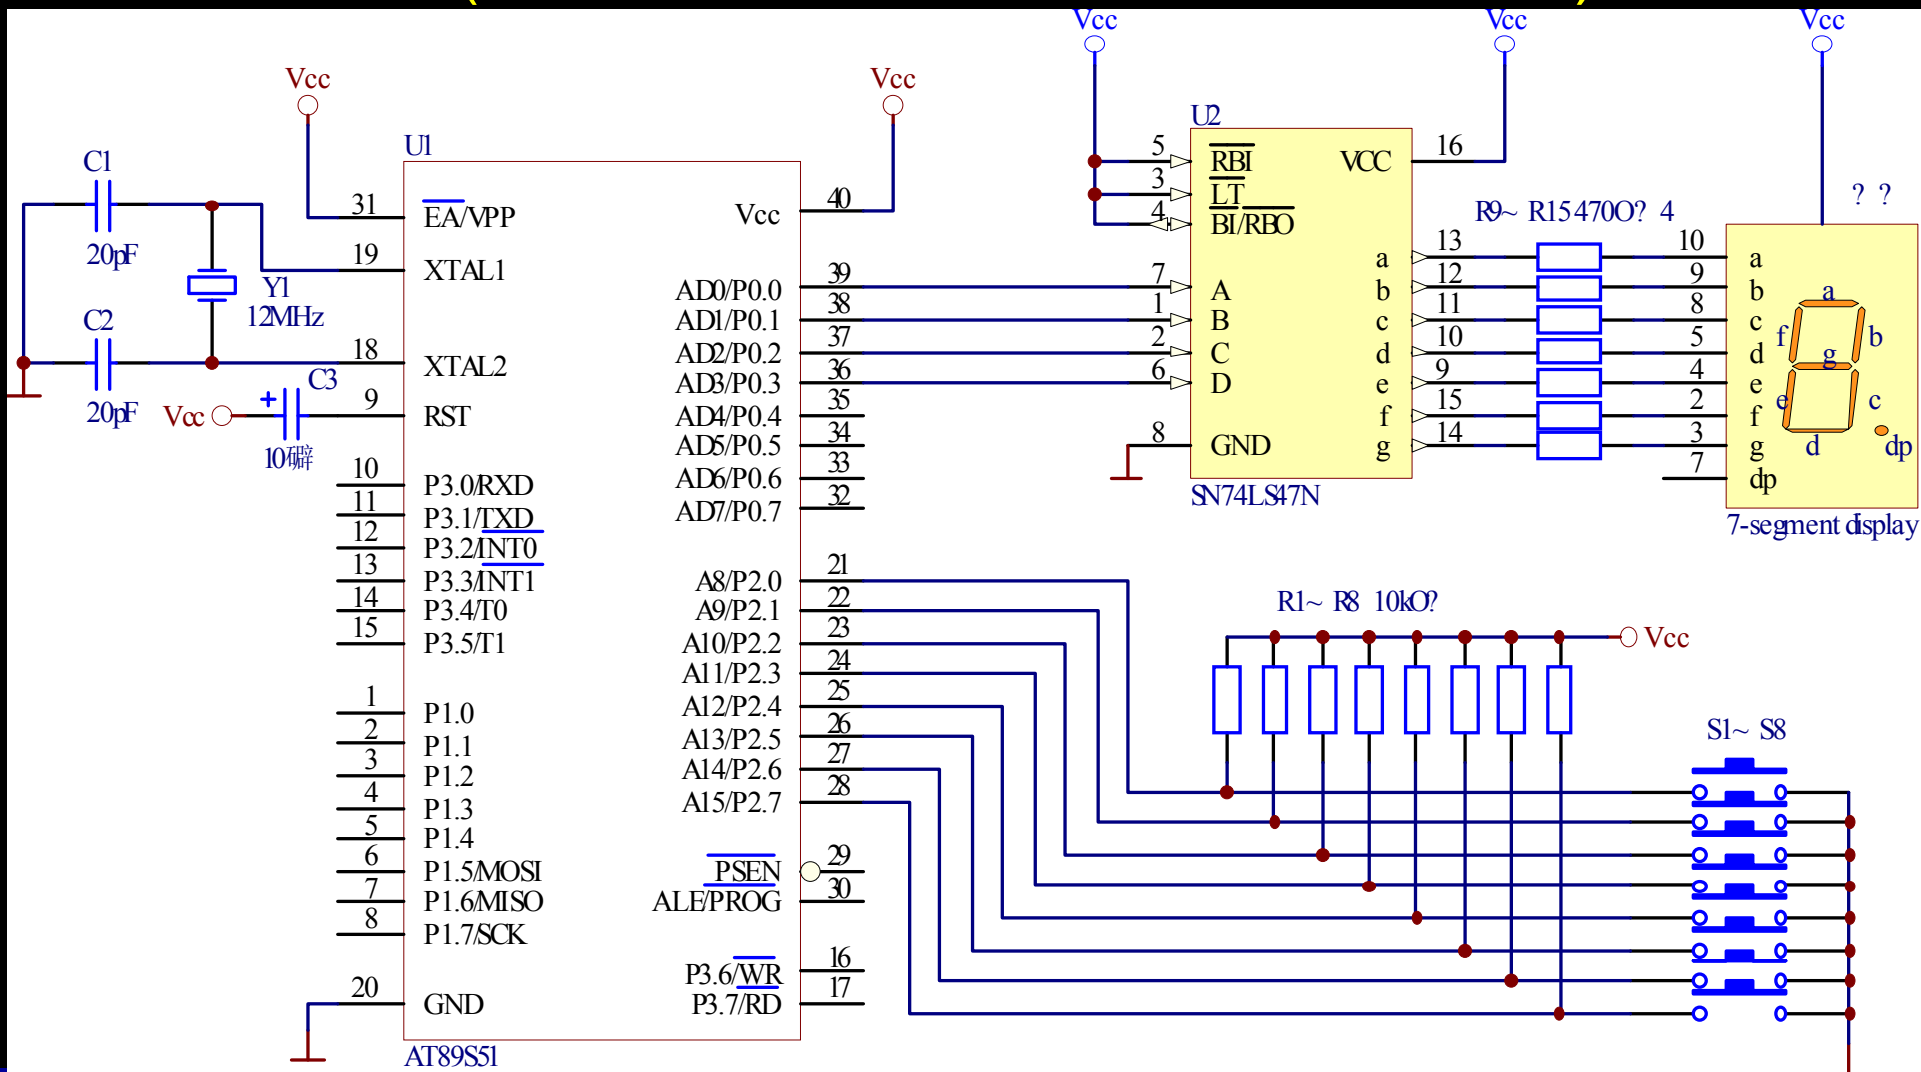 Vcc
Vcc
Vcc
Vcc
Vcc
U1
C1
20pF
Y1
12MHz
C2
20pF
C3
Vcc
10礔
31
19
18
9
10
11
12
13
14
15
1
2
3
4
5
6
7
8
20
EA/VPP
XTAL1
XTAL2
RST
P3.0/RXD
P3.1/TXD
P3.2/INT0
P3.3/INT1
P3.4/T0
P3.5/T1
P1.0
P1.1
P1.2
P1.3
P1.4
P1.5/MOSI
P1.6/MISO
P1.7/SCK
GND
Vcc
AD0/P0.0
AD1/P0.1
AD2/P0.2
AD3/P0.3
AD4/P0.4
AD5/P0.5
AD6/P0.6
AD7/P0.7
A8/P2.0
A9/P2.1
A10/P2.2
A11/P2.3
A12/P2.4
A13/P2.5
A14/P2.6
A15/P2.7
PSEN
ALE/PROG
P3.6/WR
P3.7/RD
40
39
38
37
36
35
34
33
32
21
22
23
24
25
26
27
28
29
30
16
17
AT89S51
U2
5
3
4
7
1
2
6
8
RBI
LT
BI/RBO
A
B
C
D
GND
VCC
a
b
c
d
e
f
g
16
13
12
11
10
9
15
14
SN74LS47N
R9~ R15 470O? 4
? ?
10
9
8
5
4
2
3
7
a
b
c
d
e
f
g
dp
a
f
b
g
e
c
d
dp
7-segment display
R1~ R8 10kO?
Vcc
S1~ S8